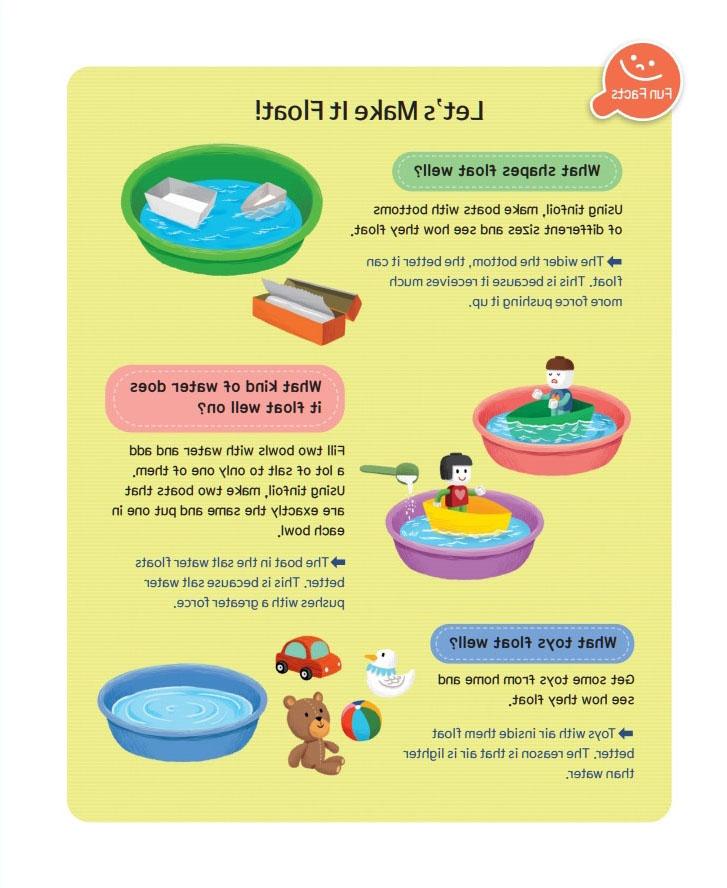 Fun Facts
Let's Make It Float!
What shapes float well?
Using tinfoil, make boats with bottoms
of different sizes and see how they float.
➡ The wider the bottom, the better it can
float. This is because it receives much
more force pushing it up.
What kind of water does
it float well on?
Fill two bowls with water and add
a lot of salt to only one of them.
Using tinfoil, make two boats that
are exactly the same and put one in
each bowl.
➡ The boat in the salt water floats
better. This is because salt water
pushes with a greater force.
What toys float well?
Get some toys from home and
see how they float.
➡ Toys with air inside them float
better. The reason is that air is lighter
than water.